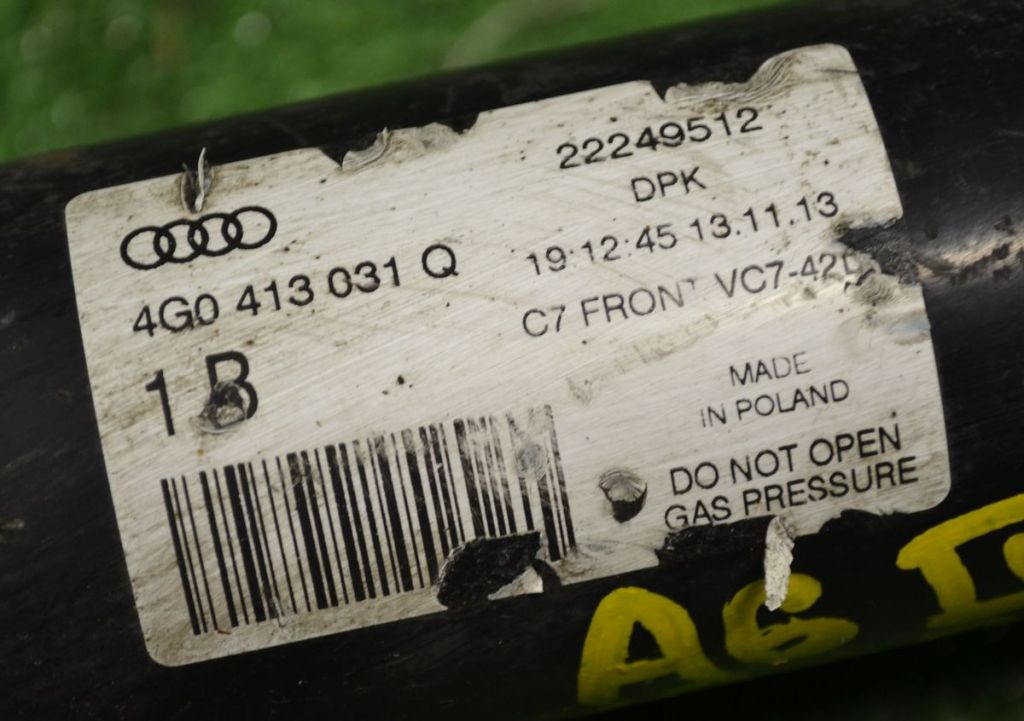 22249512
DPK
19:12:45 13.11.13
C7 FRONT VC7-42
4G0 413 031 Q
1 B
MADE
IN POLAND
DO NOT OPEN
GAS PRESSURE
A6